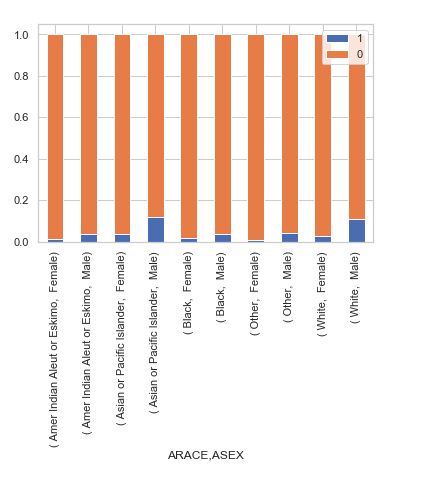 1.0
0.8
0.6
0.4
0.2
0.0
1
0
( Amer Indian Aleut or Eskimo,  Female)
( Amer Indian Aleut or Eskimo,  Male)
( Asian or Pacific Islander,  Female)
( Asian or Pacific Islander,  Male)
( Black,  Female)
( Black,  Male)
( Other,  Female)
( Other,  Male)
( White,  Female)
( White,  Male)
ARACE,ASEX